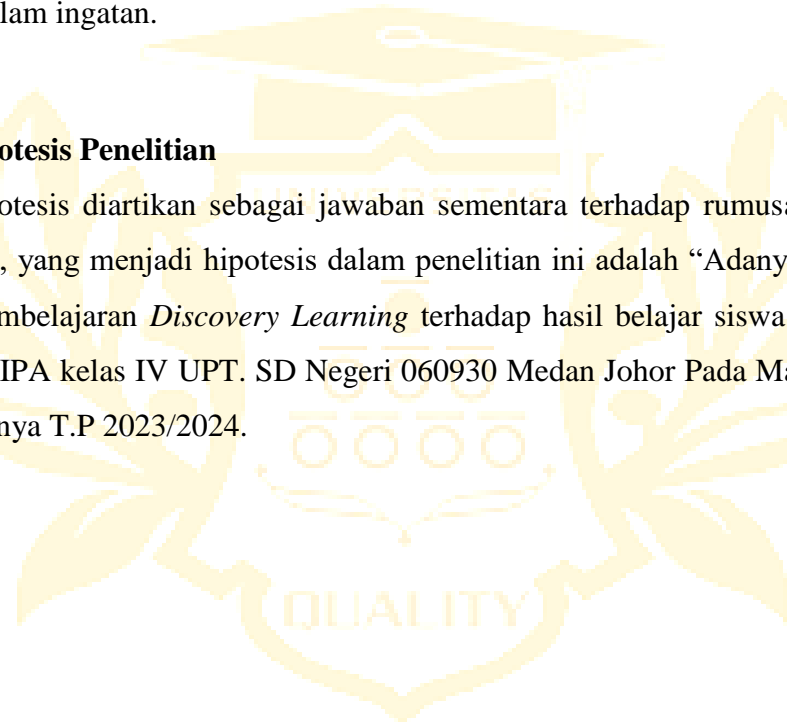 lam ingatan.
otesis Penelitian
otesis diartikan sebagai jawaban sementara terhadap rumusa
, yang menjadi hipotesis dalam penelitian ini adalah “Adany
mbelajaran Discovery Learning terhadap hasil belajar siswa
IPA kelas IV UPT. SD Negeri 060930 Medan Johor Pada Ma
nya T.P 2023/2024.
QUALITY